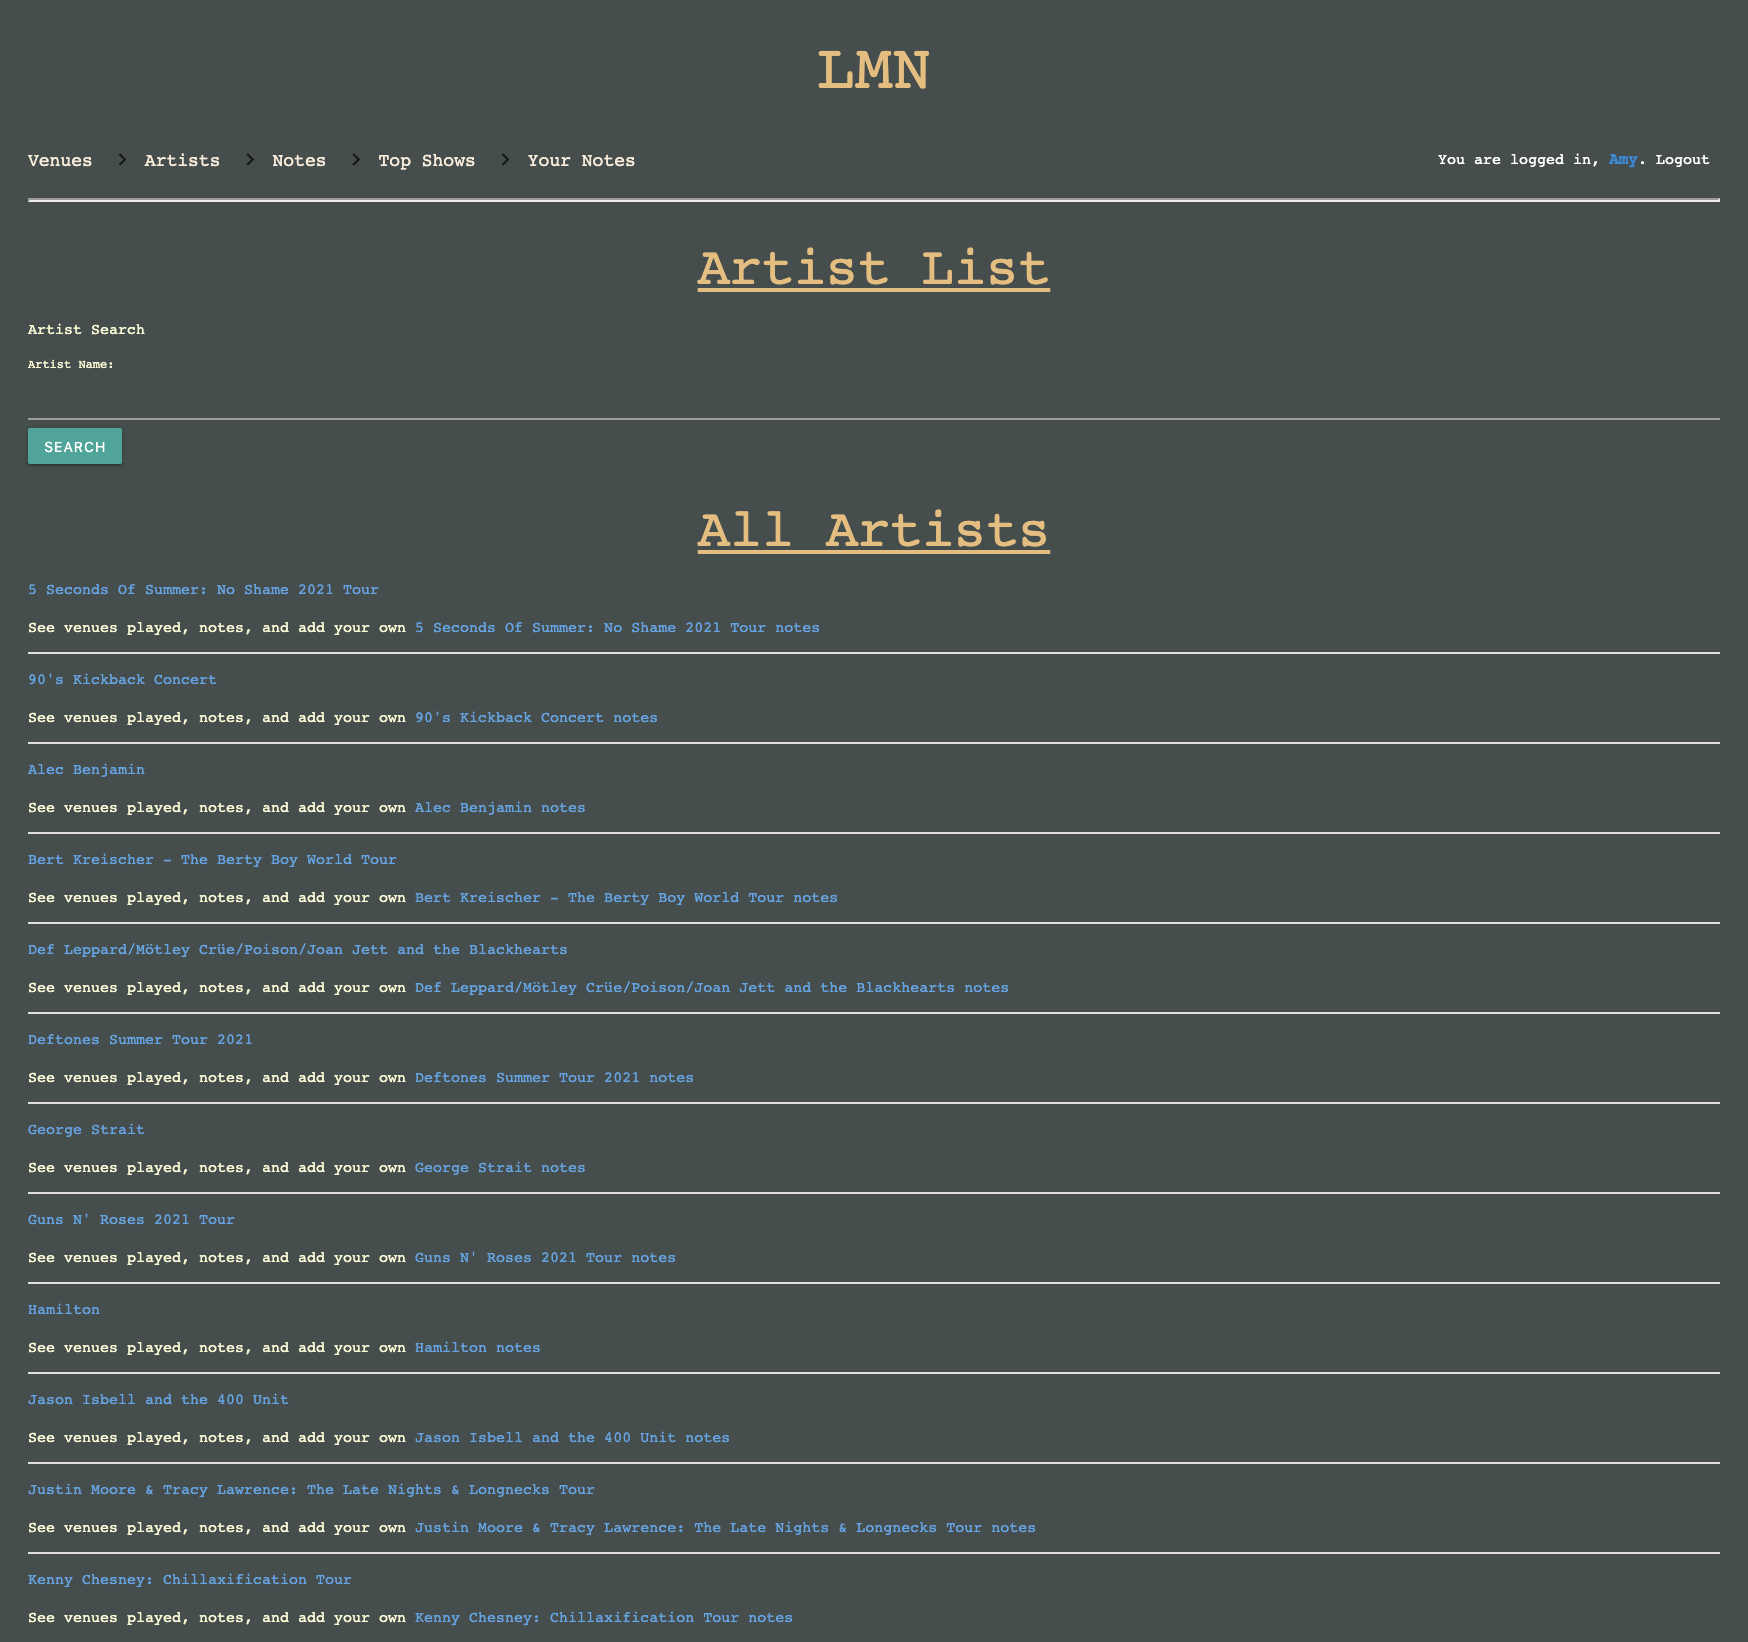 LMN
Venues > Artists > Notes > Top Shows > Your Notes You are logged in, Amy. Logout
Artist List
Artist Search
Artist Name:
SEARCH
All Artists
5 Seconds Of Summer: No Shame 2021 Tour
See venues played, notes, and add your own 5 Seconds Of Summer: No Shame 2021 Tour notes
90's Kickback Concert
See venues played, notes, and add your own 90's Kickback Concert notes
Alec Benjamin
See venues played, notes, and add your own Alec Benjamin notes
Bert Kreischer - The Berty Boy World Tour
See venues played, notes, and add your own Bert Kreischer - The Berty Boy World Tour notes
Def Leppard/Mötley Crüe/Poison/Joan Jett and the Blackhearts
See venues played, notes, and add your own Def Leppard/Mötley Crüe/Poison/Joan Jett and the Blackhearts notes
Deftones Summer Tour 2021
See venues played, notes, and add your own Deftones Summer Tour 2021 notes
George Strait
See venues played, notes, and add your own George Strait notes
Guns N' Roses 2021 Tour
See venues played, notes, and add your own Guns N' Roses 2021 Tour notes
Hamilton
See venues played, notes, and add your own Hamilton notes
Jason Isbell and the 400 Unit
See venues played, notes, and add your own Jason Isbell and the 400 Unit notes
Justin Moore & Tracy Lawrence: The Late Nights & Longnecks Tour
See venues played, notes, and add your own Justin Moore & Tracy Lawrence: The Late Nights & Longnecks Tour notes
Kenny Chesney: Chillaxification Tour
See venues played, notes, and add your own Kenny Chesney: Chillaxification Tour notes